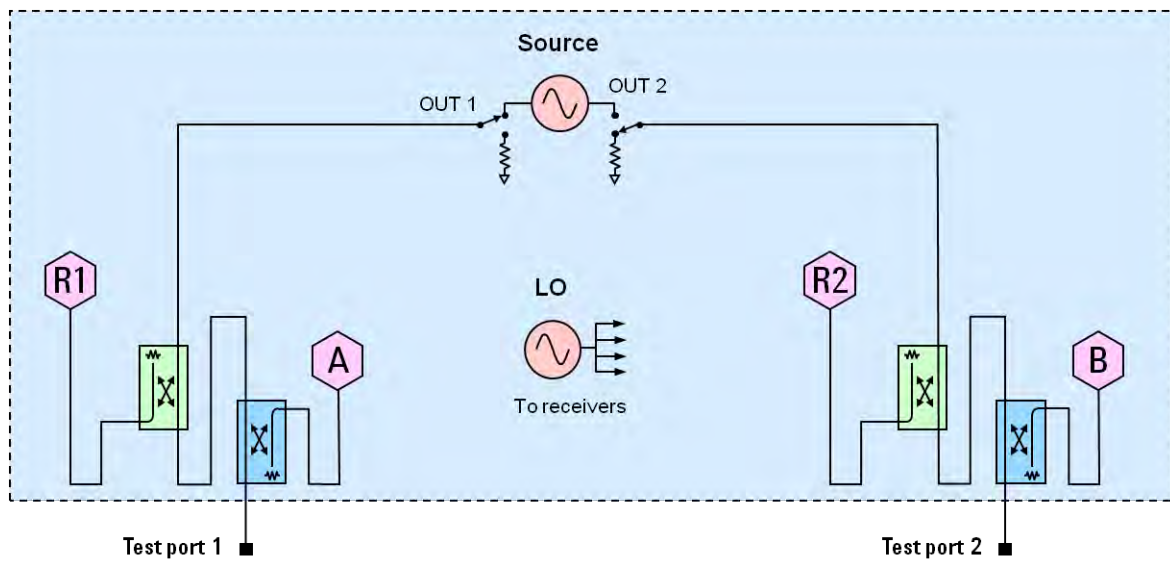 Source
OUT 1
OUT 2
R1
R2
LO
A
B
To receivers
Test port 1
Test port 2